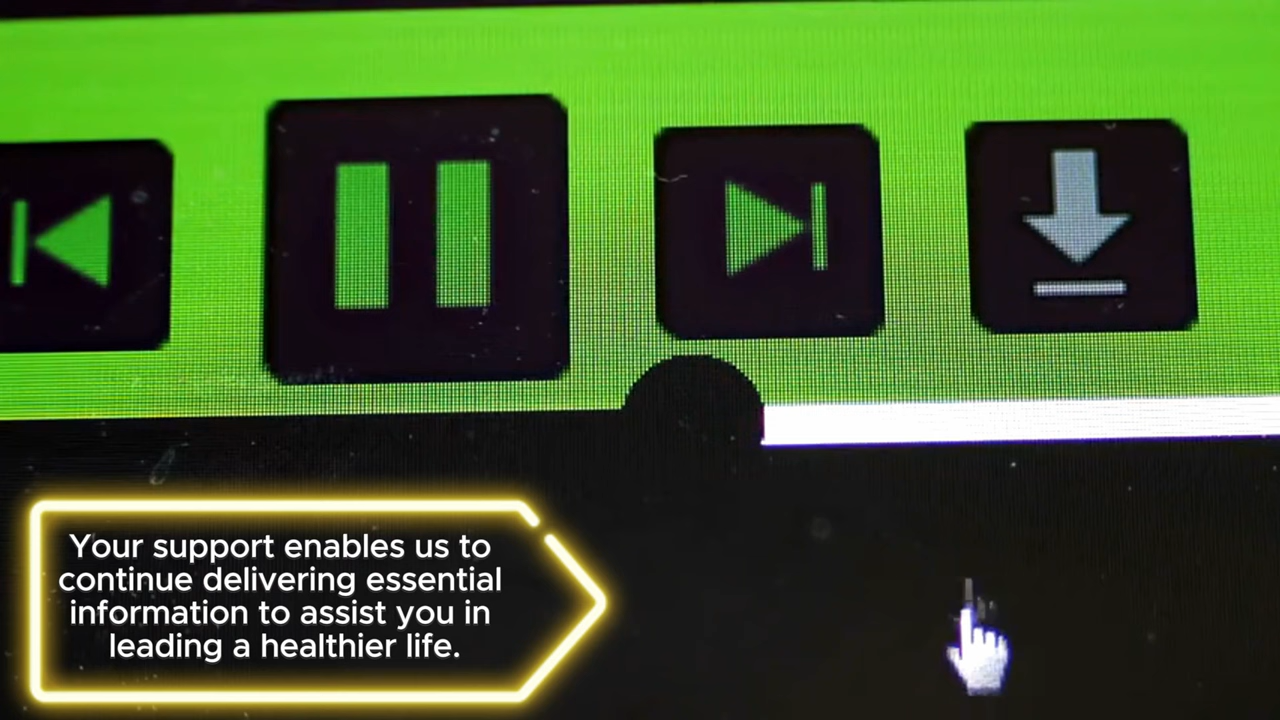 Your support enables us to
continue delivering essential
information to assist you in
leading a healthier life.